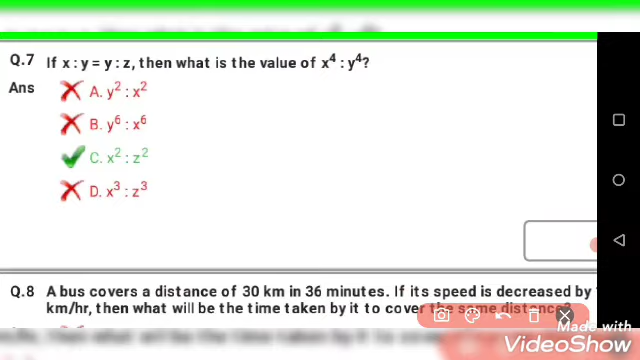 Q.7 If x : y = y : z, then what is the value of x⁴ : y⁴?
Ans
A. y² : x²
B. y⁶ : x⁶
C. x² : z²
D. x³ : z³
Q.8 A bus covers a distance of 30 km in 36 minutes. If its speed is decreased by
km/hr, then what will be the time taken by it to cover the same distance?
Made with
VideoShow